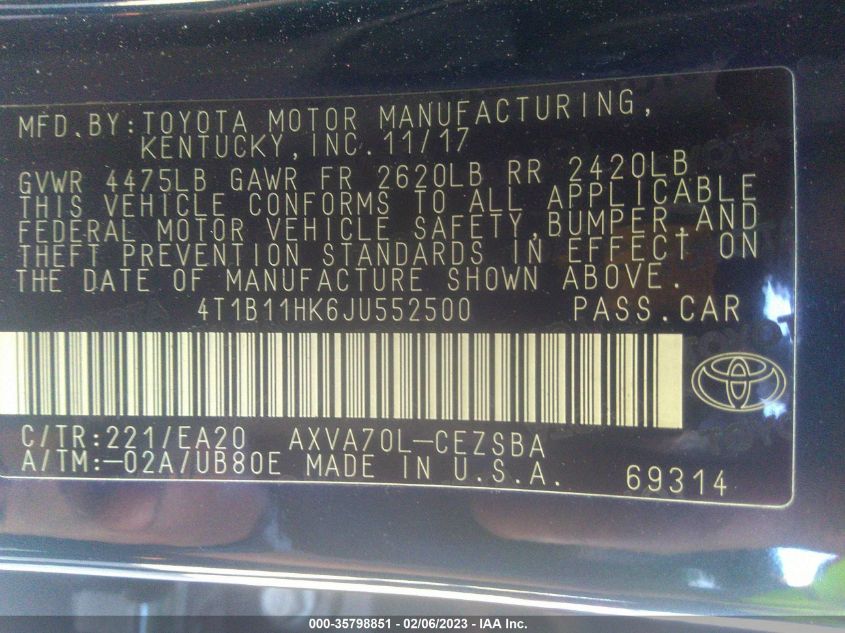 MFD.BY:TOYOTA MOTOR MANUFACTURING,
KENTUCKY,INC.11/17
GVWR 4475LB GAWR FR 2620LB RR 2420LB
THIS VEHICLE CONFORMS TO ALL APPLICABLE
FEDERAL MOTOR VEHICLE SAFETY,BUMPER,AND
THEFT PREVENTION STANDARDS IN EFFECT ON
THE DATE OF MANUFACTURE SHOWN ABOVE.
4T1B11HK6JU552500 PASS.CAR
C/TR:221/EA20 AXVA70L-CEZSBA
A/TM:-02A/UB80E MADE IN U.S.A. 69314
000-35798851 - 02/06/2023 - IAA Inc.